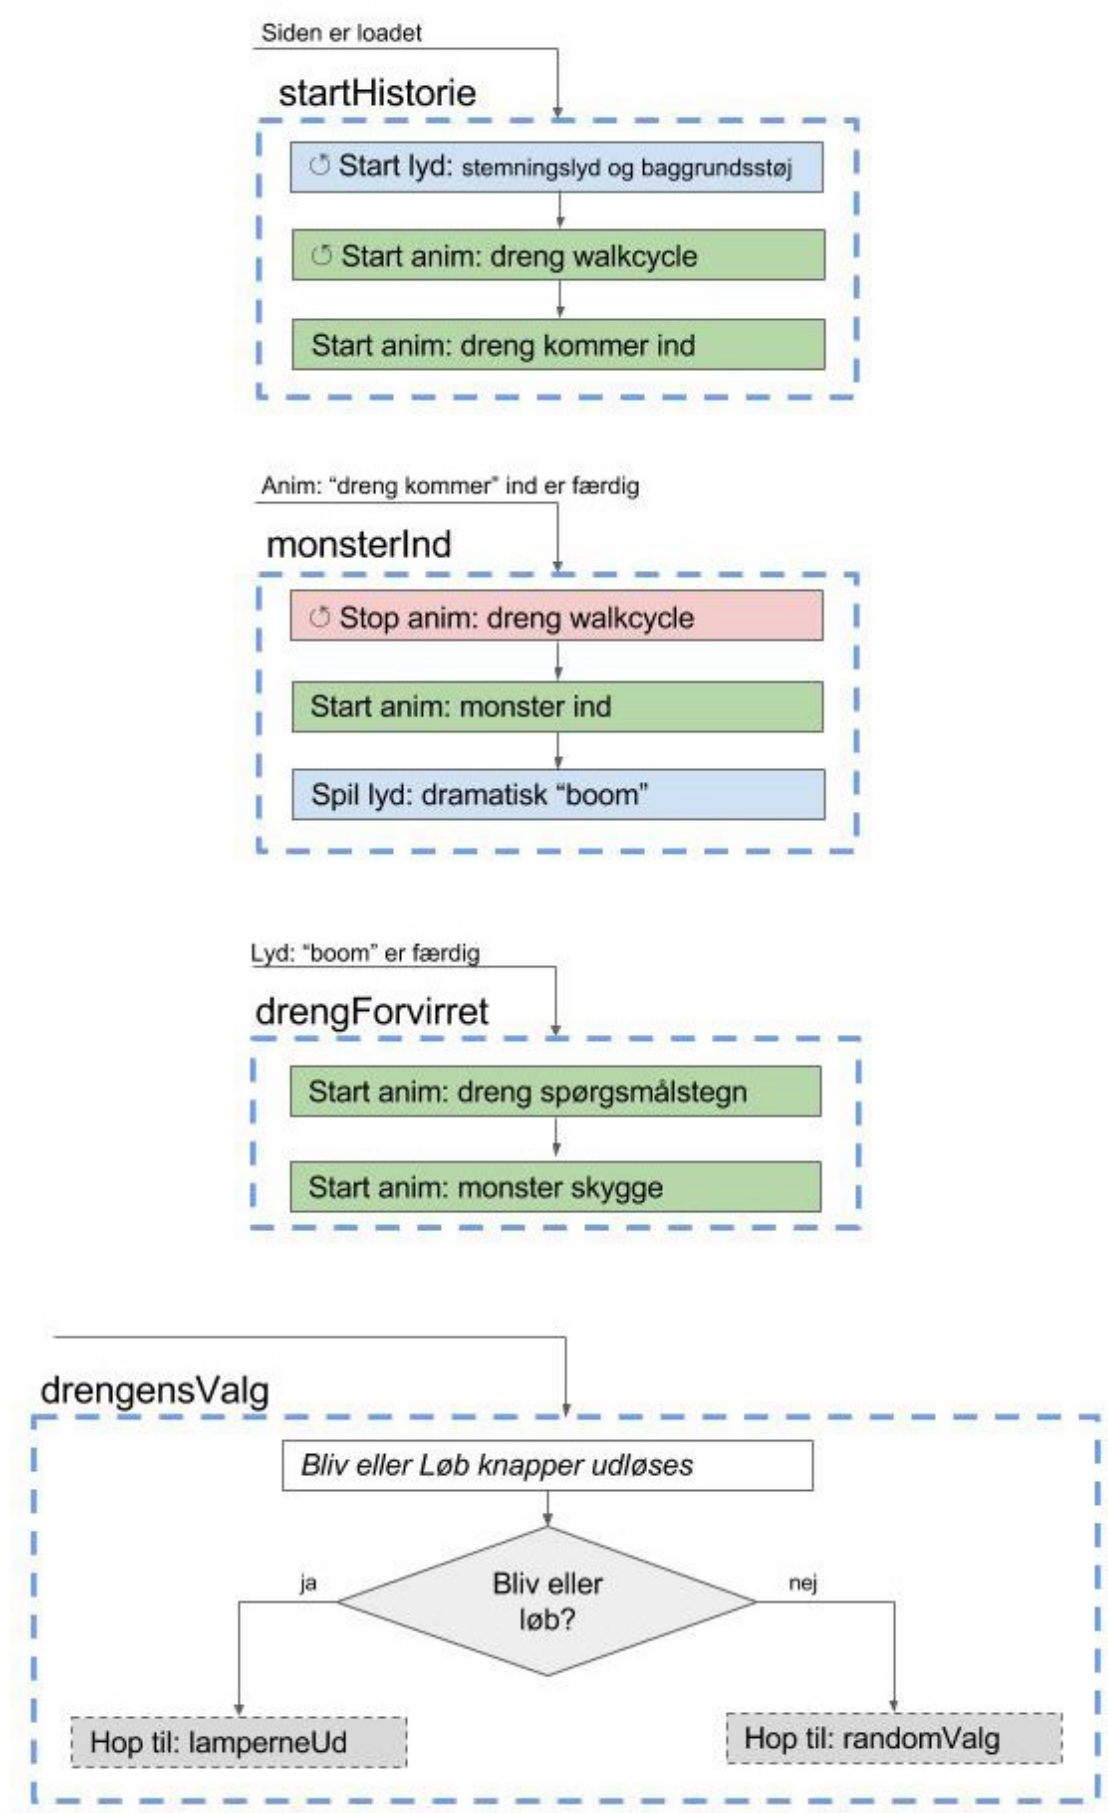 Siden er loadet
startHistorie
Start lyd: stemningslyd og baggrundsstøj
Start anim: dreng walkcycle
Start anim: dreng kommer ind
Anim: “dreng kommer” ind er færdig
monsterInd
Stop anim: dreng walkcycle
Start anim: monster ind
Spil lyd: dramatisk “boom”
Lyd: “boom” er færdig
drengForvirret
Start anim: dreng spørgsmålstegn
Start anim: monster skygge
drengensValg
Bliv eller Løb knapper udløses
ja
Bliv eller
løb?
nej
Hop til: lamperneUd
Hop til: randomValg